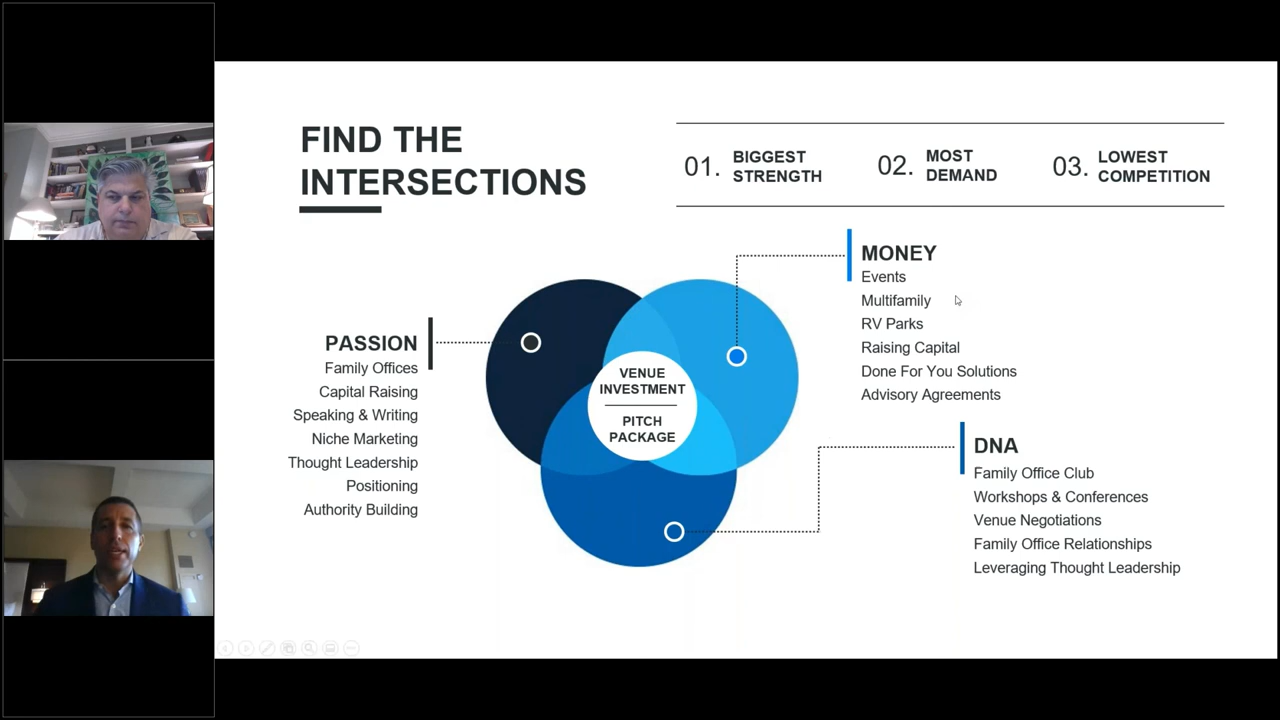 FIND THE
INTERSECTIONS
01. BIGGEST
STRENGTH
02. MOST
DEMAND
03. LOWEST
COMPETITION
MONEY
Events
Multifamily
RV Parks
Raising Capital
Done For You Solutions
Advisory Agreements
PASSION
Family Offices
Capital Raising
Speaking & Writing
Niche Marketing
Thought Leadership
Positioning
Authority Building
VENUE
INVESTMENT
PITCH
PACKAGE
DNA
Family Office Club
Workshops & Conferences
Venue Negotiations
Family Office Relationships
Leveraging Thought Leadership